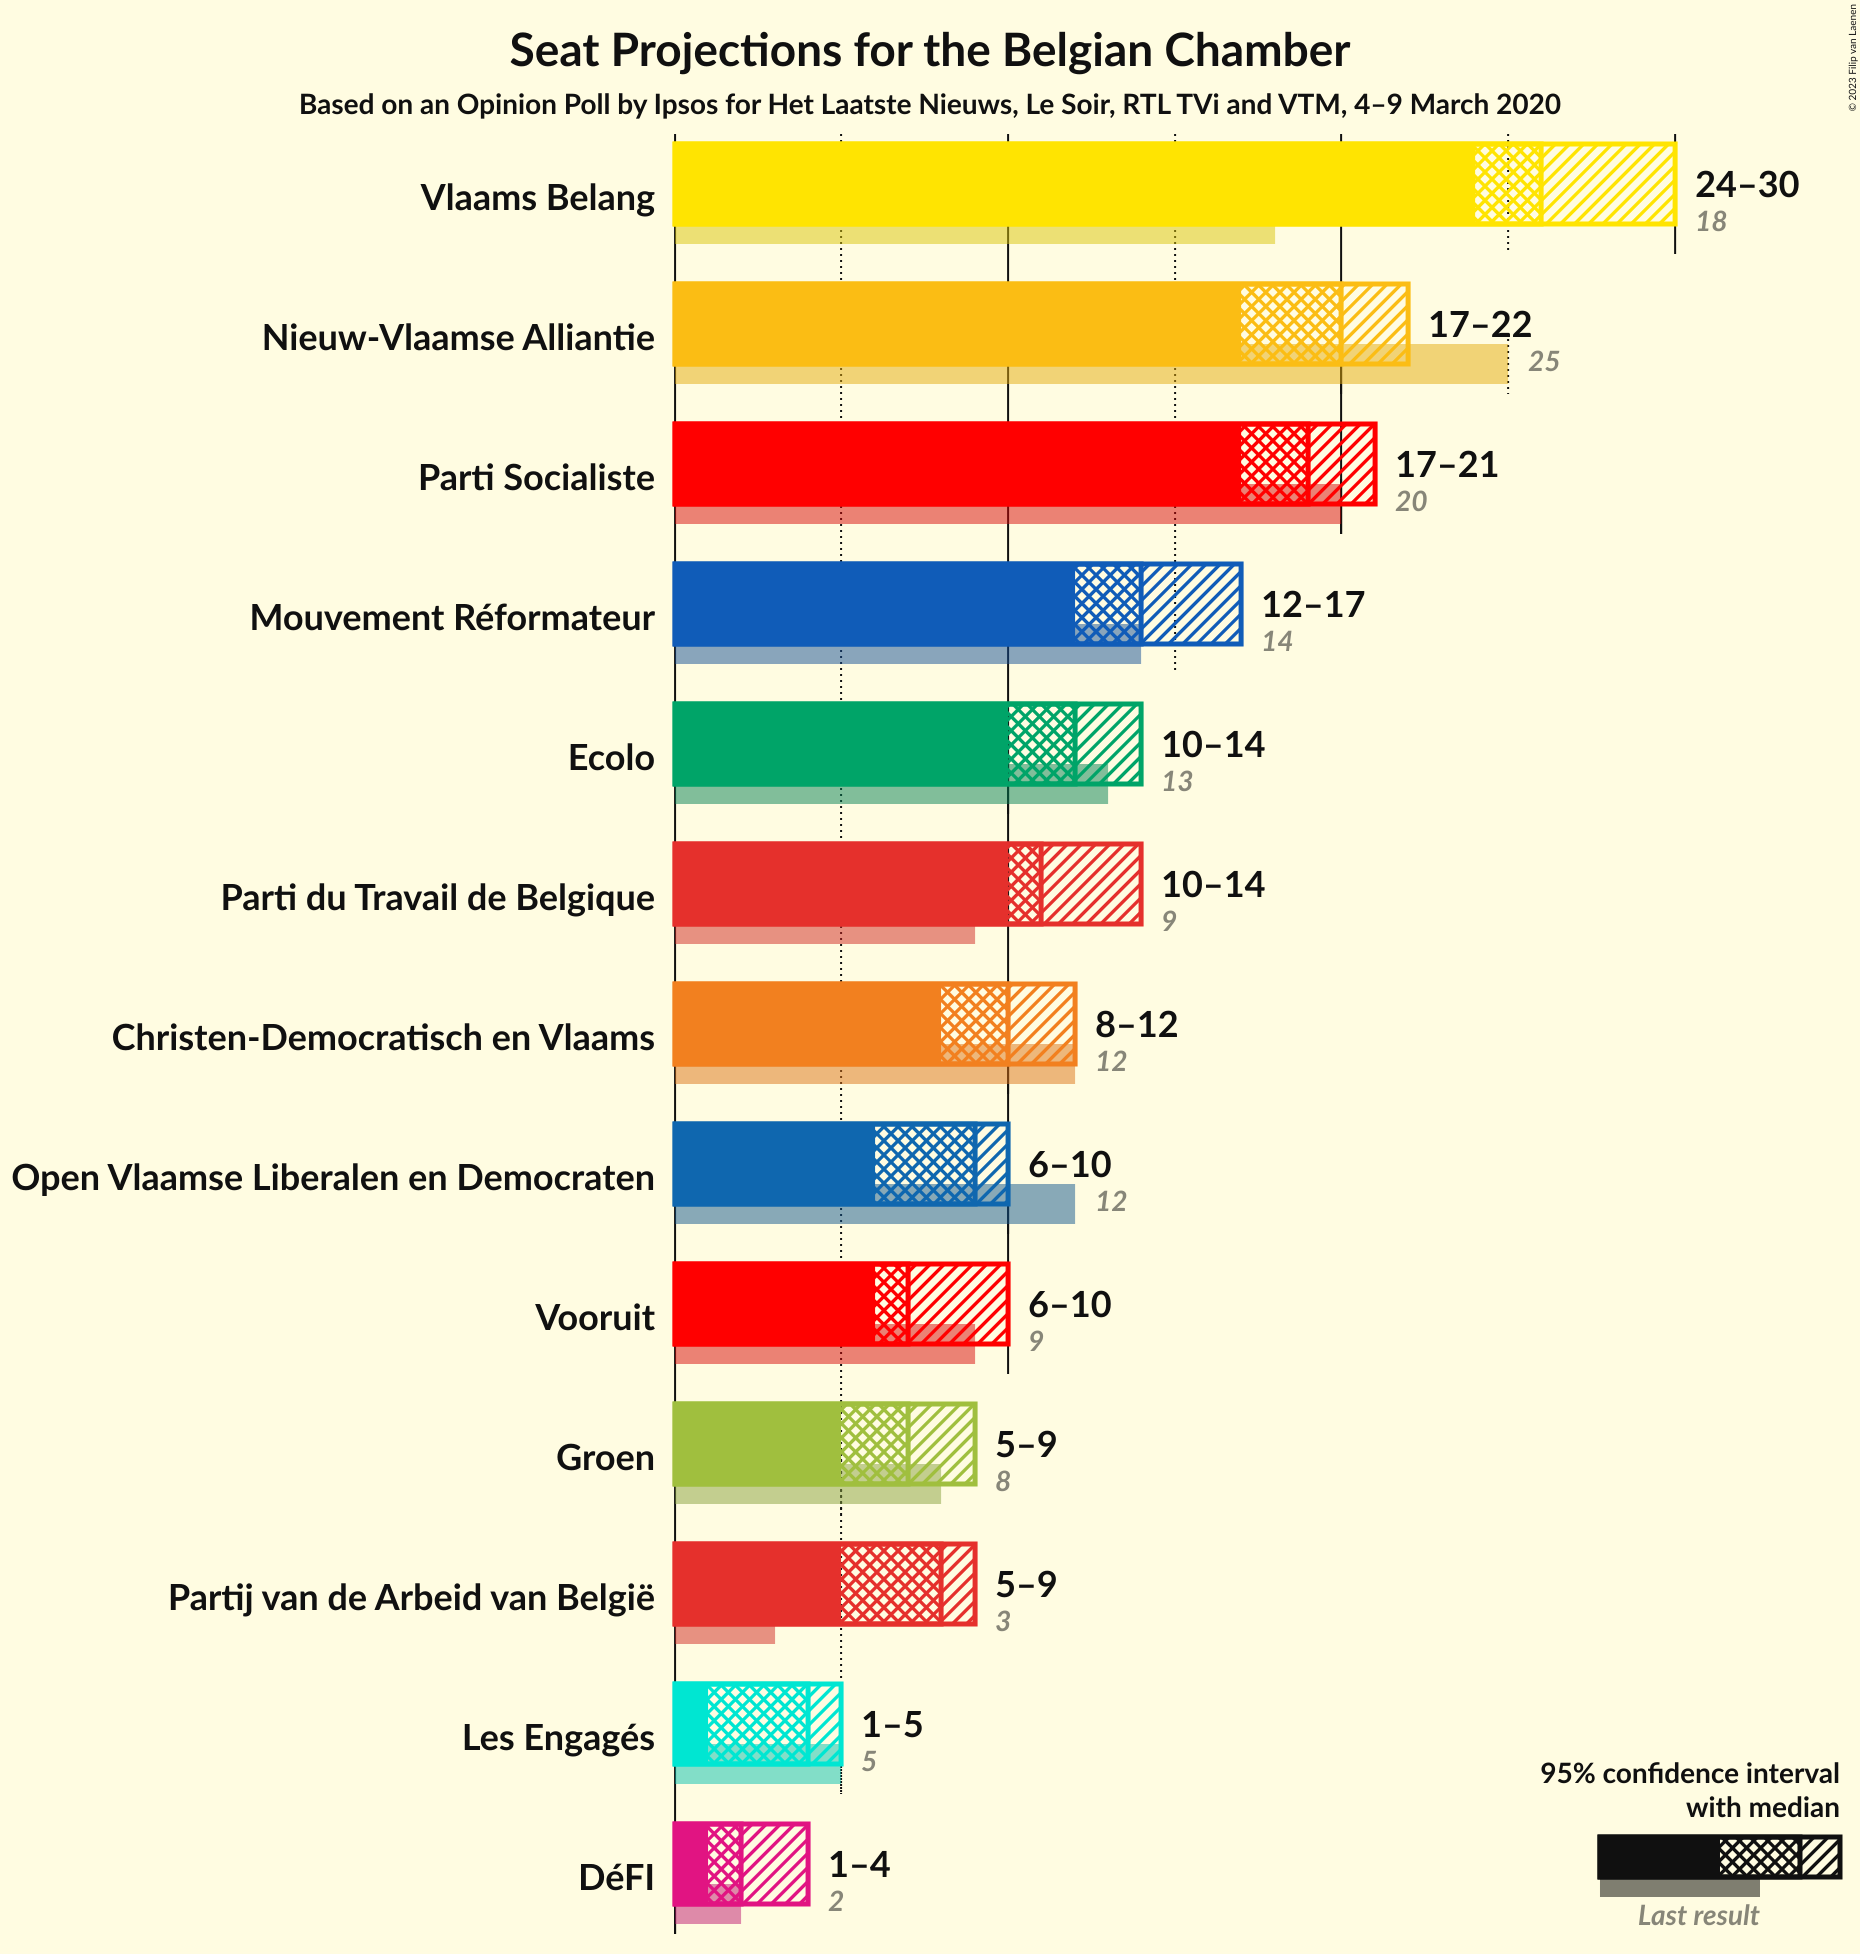 Seat Projections for the Belgian Chamber
Based on an Opinion Poll by Ipsos for Het Laatste Nieuws, Le Soir, RTL TVi and VTM, 4–9 March 2020
© 2023 Filip van Laenen
Vlaams Belang
24–30
18
Nieuw-Vlaamse Alliantie
17–22
25
Parti Socialiste
17–21
20
Mouvement Réformateur
12–17
14
Ecolo
10–14
13
Parti du Travail de Belgique
10–14
9
Christen-Democratisch en Vlaams
8–12
12
Open Vlaamse Liberalen en Democraten
6–10
12
Vooruit
6–10
9
Groen
5–9
8
Partij van de Arbeid van België
5–9
3
Les Engagés
1–5
5
DéFI
1–4
2
95% confidence interval
with median
Last result